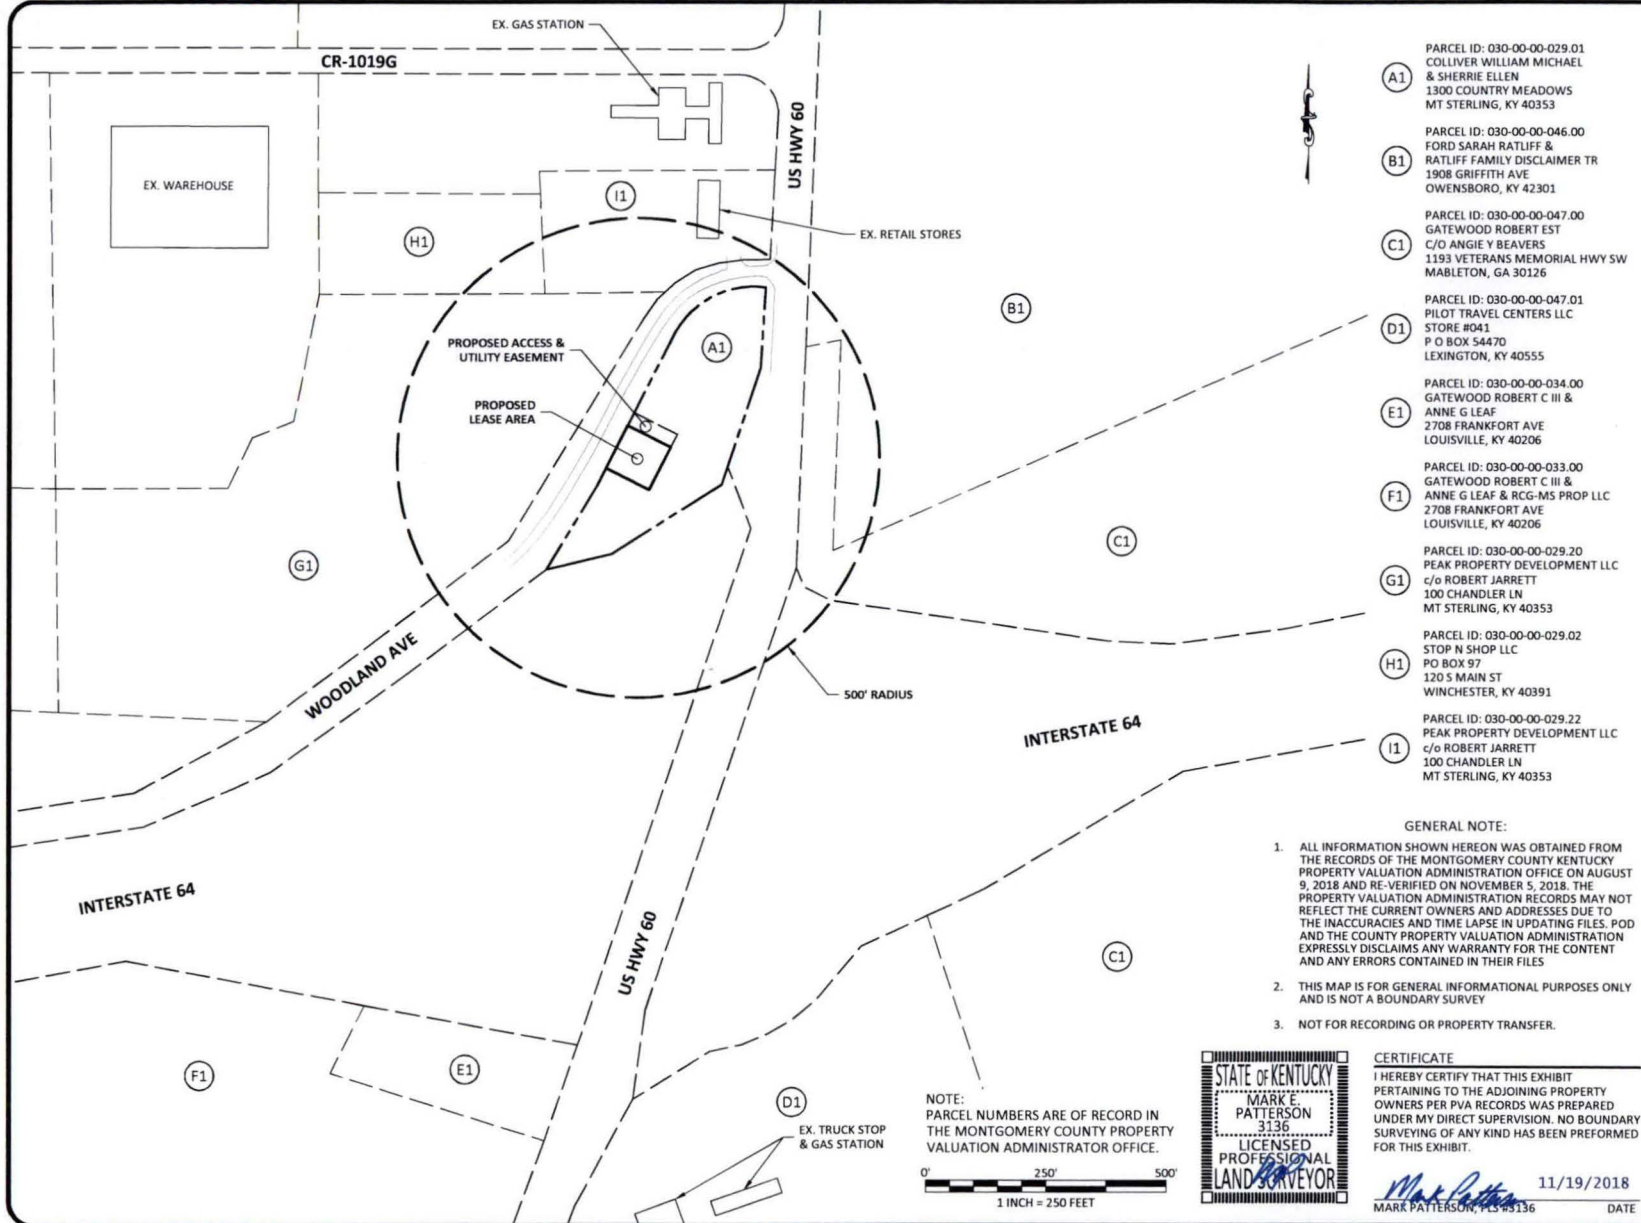 EX. GAS STATION
CR-1019G
US HWY 60
EX. WAREHOUSE
I1
H1
EX. RETAIL STORES
B1
PROPOSED ACCESS &
UTILITY EASEMENT
A1
PROPOSED
LEASE AREA
C1
G1
WOODLAND AVE
500' RADIUS
INTERSTATE 64
INTERSTATE 64
US HWY 60
C1
F1
E1
D1
EX. TRUCK STOP
& GAS STATION
A1
PARCEL ID: 030-00-00-029.01
COLLIVER WILLIAM MICHAEL
& SHERRIE ELLEN
1300 COUNTRY MEADOWS
MT STERLING, KY 40353
B1
PARCEL ID: 030-00-00-046.00
FORD SARAH RATLIFF &
RATLIFF FAMILY DISCLAIMER TR
1908 GRIFFITH AVE
OWENSBORO, KY 42301
C1
PARCEL ID: 030-00-00-047.00
GATEWOOD ROBERT EST
C/O ANGIE Y BEAVERS
1193 VETERANS MEMORIAL HWY SW
MABLETON, GA 30126
D1
PARCEL ID: 030-00-00-047.01
PILOT TRAVEL CENTERS LLC
STORE #041
P O BOX 54470
LEXINGTON, KY 40555
E1
PARCEL ID: 030-00-00-034.00
GATEWOOD ROBERT C III &
ANNE G LEAF
2708 FRANKFORT AVE
LOUISVILLE, KY 40206
F1
PARCEL ID: 030-00-00-033.00
GATEWOOD ROBERT C III &
ANNE G LEAF & RCG-MS PROP LLC
2708 FRANKFORT AVE
LOUISVILLE, KY 40206
G1
PARCEL ID: 030-00-00-029.20
PEAK PROPERTY DEVELOPMENT LLC
c/o ROBERT JARRETT
100 CHANDLER LN
MT STERLING, KY 40353
H1
PARCEL ID: 030-00-00-029.02
STOP N SHOP LLC
PO BOX 97
120 S MAIN ST
WINCHESTER, KY 40391
I1
PARCEL ID: 030-00-00-029.22
PEAK PROPERTY DEVELOPMENT LLC
c/o ROBERT JARRETT
100 CHANDLER LN
MT STERLING, KY 40353
GENERAL NOTE:
1. ALL INFORMATION SHOWN HEREON WAS OBTAINED FROM
THE RECORDS OF THE MONTGOMERY COUNTY KENTUCKY
PROPERTY VALUATION ADMINISTRATION OFFICE ON AUGUST
9, 2018 AND RE-VERIFIED ON NOVEMBER 5, 2018. THE
PROPERTY VALUATION ADMINISTRATION RECORDS MAY NOT
REFLECT THE CURRENT OWNERS AND ADDRESSES DUE TO
THE INACCURACIES AND TIME LAPSE IN UPDATING FILES. POD
AND THE COUNTY PROPERTY VALUATION ADMINISTRATION
EXPRESSLY DISCLAIMS ANY WARRANTY FOR THE CONTENT
AND ANY ERRORS CONTAINED IN THEIR FILES
2. THIS MAP IS FOR GENERAL INFORMATIONAL PURPOSES ONLY
AND IS NOT A BOUNDARY SURVEY
3. NOT FOR RECORDING OR PROPERTY TRANSFER.
NOTE:
PARCEL NUMBERS ARE OF RECORD IN
THE MONTGOMERY COUNTY PROPERTY
VALUATION ADMINISTRATOR OFFICE.
0' 250' 500'
1 INCH = 250 FEET
STATE OF KENTUCKY
MARK E.
PATTERSON
3136
LICENSED
PROFESSIONAL
LAND SURVEYOR
CERTIFICATE
I HEREBY CERTIFY THAT THIS EXHIBIT
PERTAINING TO THE ADJOINING PROPERTY
OWNERS PER PVA RECORDS WAS PREPARED
UNDER MY DIRECT SUPERVISION. NO BOUNDARY
SURVEYING OF ANY KIND HAS BEEN PREFORMED
FOR THIS EXHIBIT.
Mark Patterson 11/19/2018
MARK PATTERSON, PLS #3136 DATE